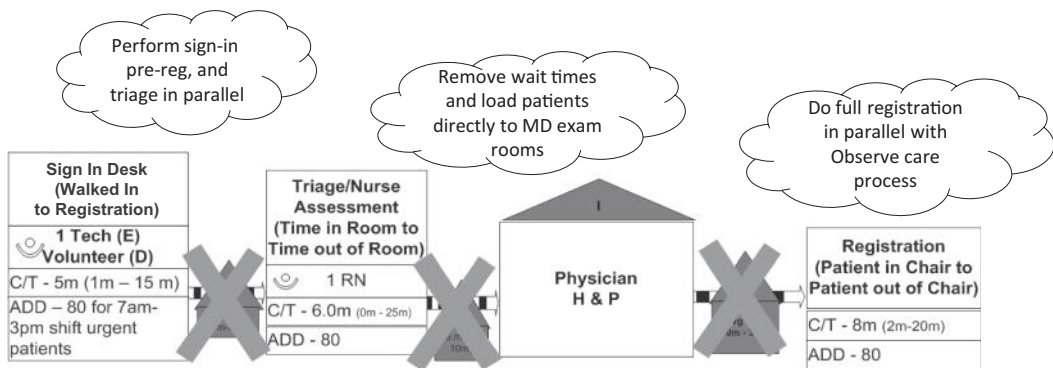 Perform sign-in
pre-reg, and
triage in parallel
Remove wait times
and load patients
directly to MD exam
rooms
Do full registration
in parallel with
Observe care
process
Sign In Desk
(Walked In
to Registration)
1 Tech (E)
Volunteer (D)
C/T - 5m (1m – 15 m)
ADD – 80 for 7am-
3pm shift urgent
patients
Triage/Nurse
Assessment
(Time in Room to
Time out of Room)
1 RN
C/T - 6.0m (0m - 25m)
ADD - 80
10m
I
Physician
H & P
Registration
(Patient in Chair to
Patient out of Chair)
C/T - 8m (2m-20m)
ADD - 80